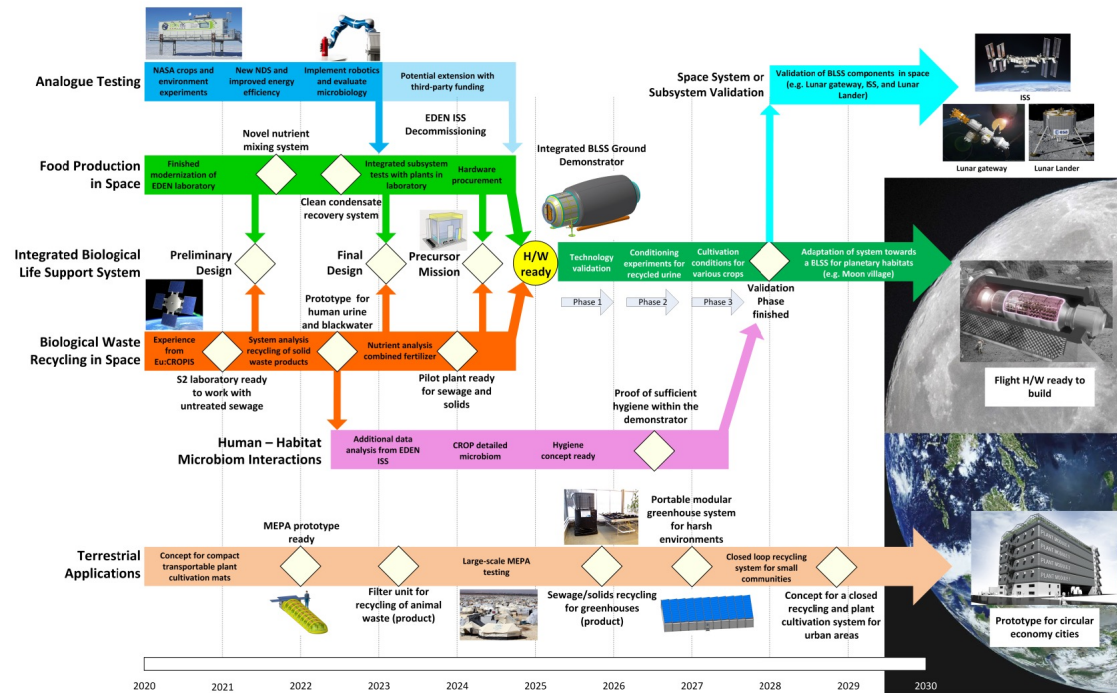 Analogue Testing
NASA crops and
environment
experiments
New NDS and
improved energy
efficiency
Implement robotics
and evaluate
microbiology
Potential extension with
third-party funding
EDEN ISS
Decommissioning
Space System or
Subsystem Validation
Validation of BLSS components in space
(e.g. Lunar gateway, ISS, and Lunar
Lander)
ISS
Lunar gateway
Lunar Lander
Food Production
in Space
Finished
modernization of
EDEN laboratory
Novel nutrient
mixing system
Clean condensate
recovery system
Integrated subsystem
tests with plants in
laboratory
Hardware
procurement
Integrated BLSS Ground
Demonstrator
Integrated Biological
Life Support System
Preliminary
Design
Final
Design
Precursor
Mission
H/W
ready
Technology
validation
Conditioning
experiments for
recycled urine
Cultivation
conditions for
various crops
Phase 1
Phase 2
Phase 3
Validation
Phase
finished
Adaptation of system towards
a BLSS for planetary habitats
(e.g. Moon village)
Flight H/W ready to
build
Biological Waste
Recycling in Space
Experience
from
Eu:CROPIS
S2 laboratory ready
to work with
untreated sewage
System analysis
recycling of solid
waste products
Prototype for
human urine
and blackwater
Nutrient analysis
combined fertilizer
Pilot plant ready
for sewage and
solids
Human – Habitat
Microbiom Interactions
Additional data
analysis from EDEN
ISS
CROP detailed
microbiom
Hygiene
concept ready
Proof of sufficient
hygiene within the
demonstrator
Terrestrial
Applications
Concept for compact
transportable plant
cultivation mats
MEPA prototype
ready
Filter unit for
recycling of animal
waste (product)
Large-scale MEPA
testing
Sewage/solids recycling
for greenhouses
(product)
Portable modular
greenhouse system
for harsh
environments
Closed loop recycling
system for small
communities
Concept for a closed
recycling and plant
cultivation system for
urban areas
Prototype for circular
economy cities
2020 2021 2022 2023 2024 2025 2026 2027 2028 2029 2030